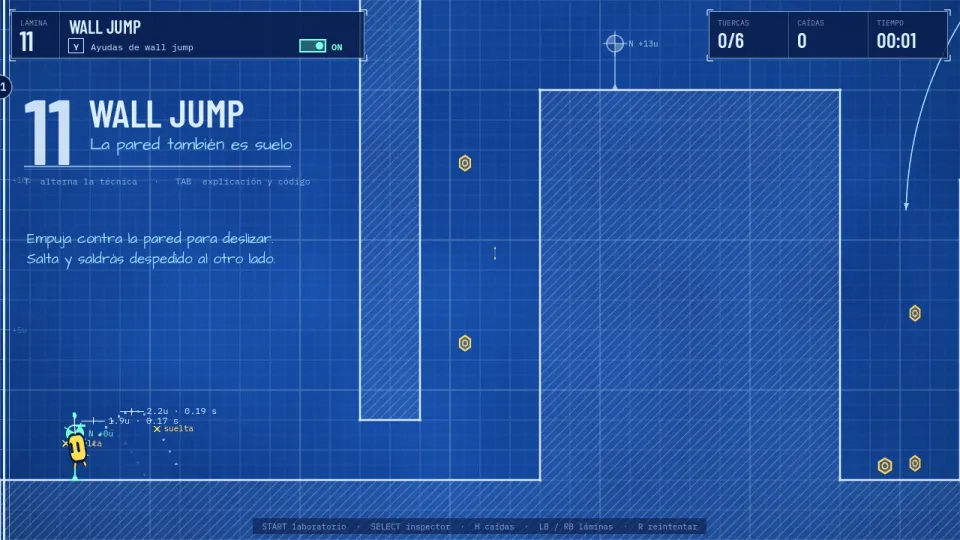 LÁMINA
11
WALL JUMP
Y Ayudas de wall jump
ON
TUERCAS
0/6
CAÍDAS
0
TIEMPO
00:01
N +13u
11
WALL JUMP
La pared también es suelo
alterna la técnica · TAB explicación y código
Empuja contra la pared para deslizar.
Salta y saldrás despedido al otro lado.
+5u
2.2u · 0.19 s
1.9u · 0.17 s
suelta
N +0u
START laboratorio · SELECT inspector · M caídas · LB / RB láminas · R reintentar